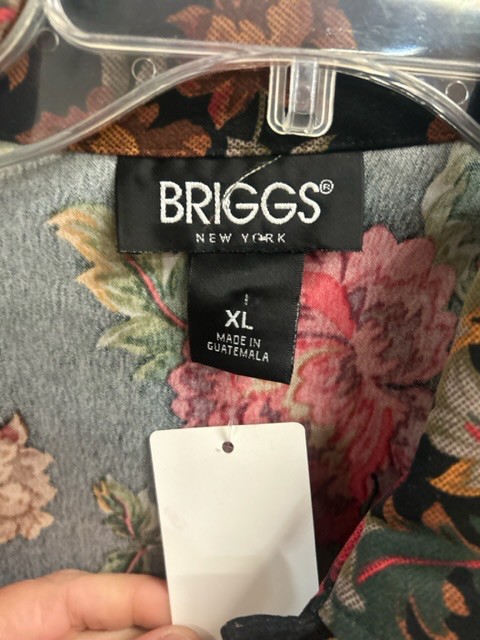 BRIGGS®
NEW YORK
XL
MADE IN
GUATEMALA